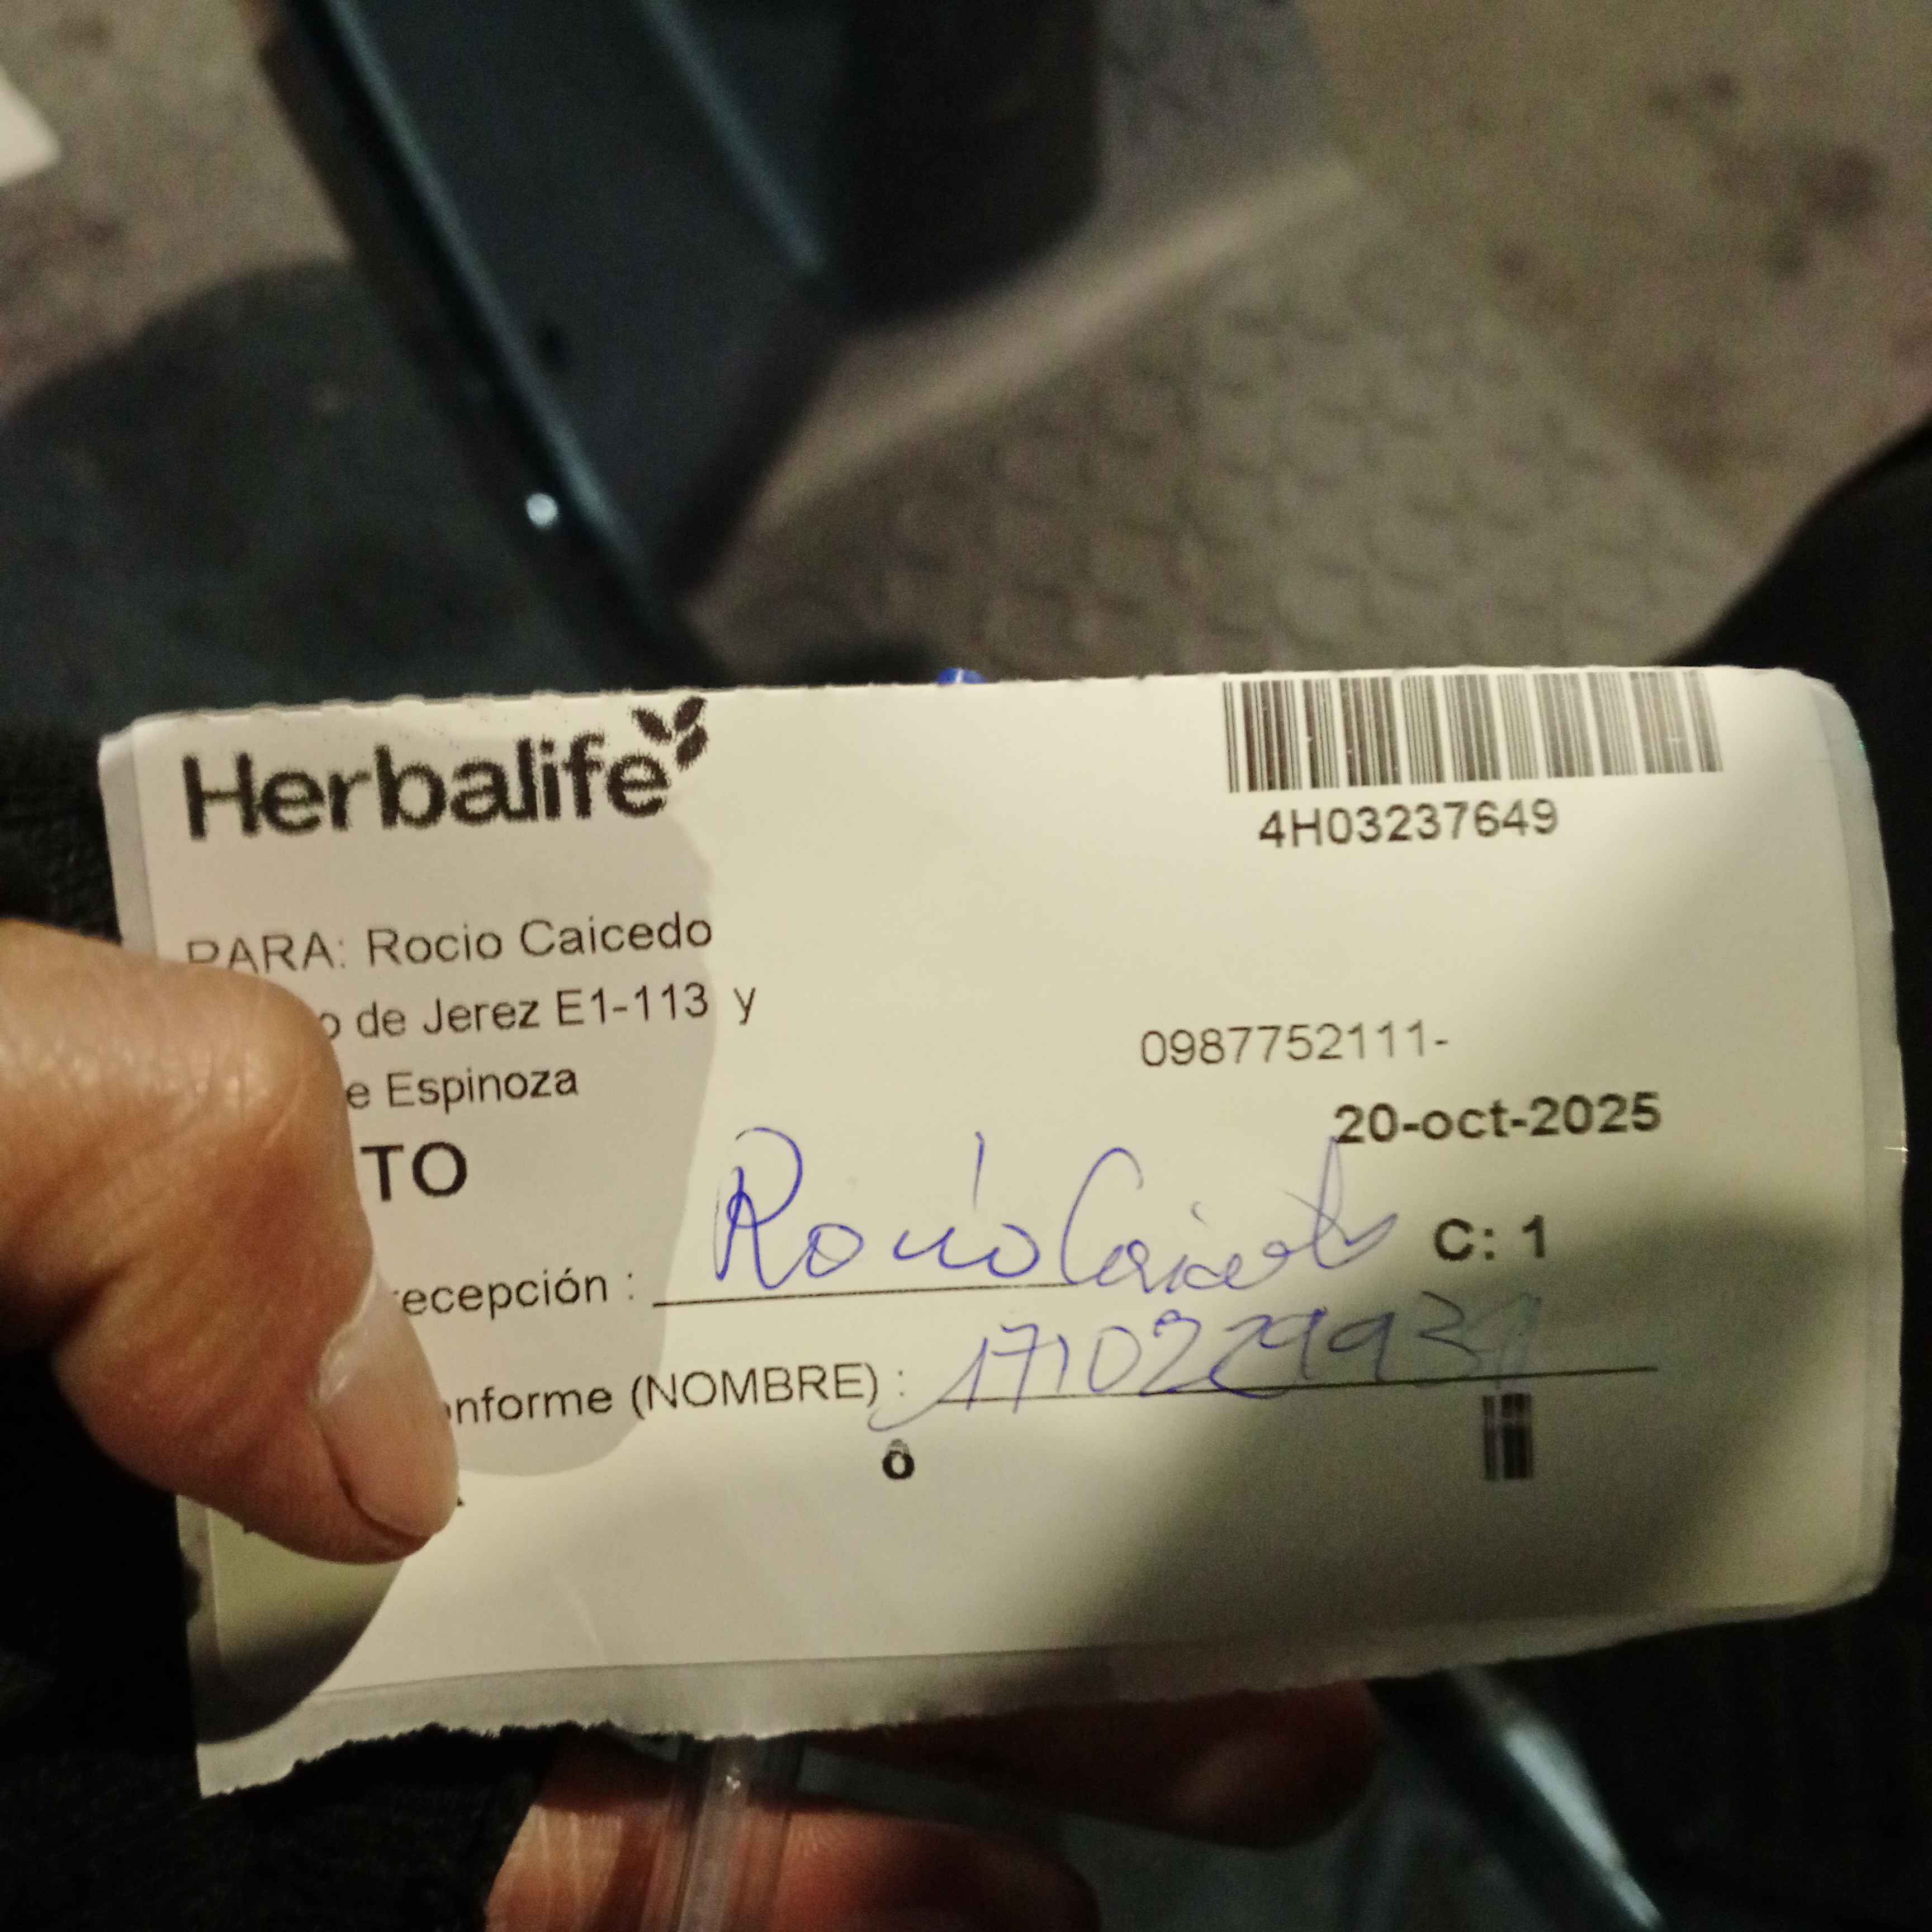 Herbalife
4H03237649
PARA: Rocio Caicedo
o de Jerez E1-113 y
0987752111-
e Espinoza
20-oct-2025
TO
Rocío Caicedo
C: 1
ecepción :
onforme (NOMBRE) :
ô